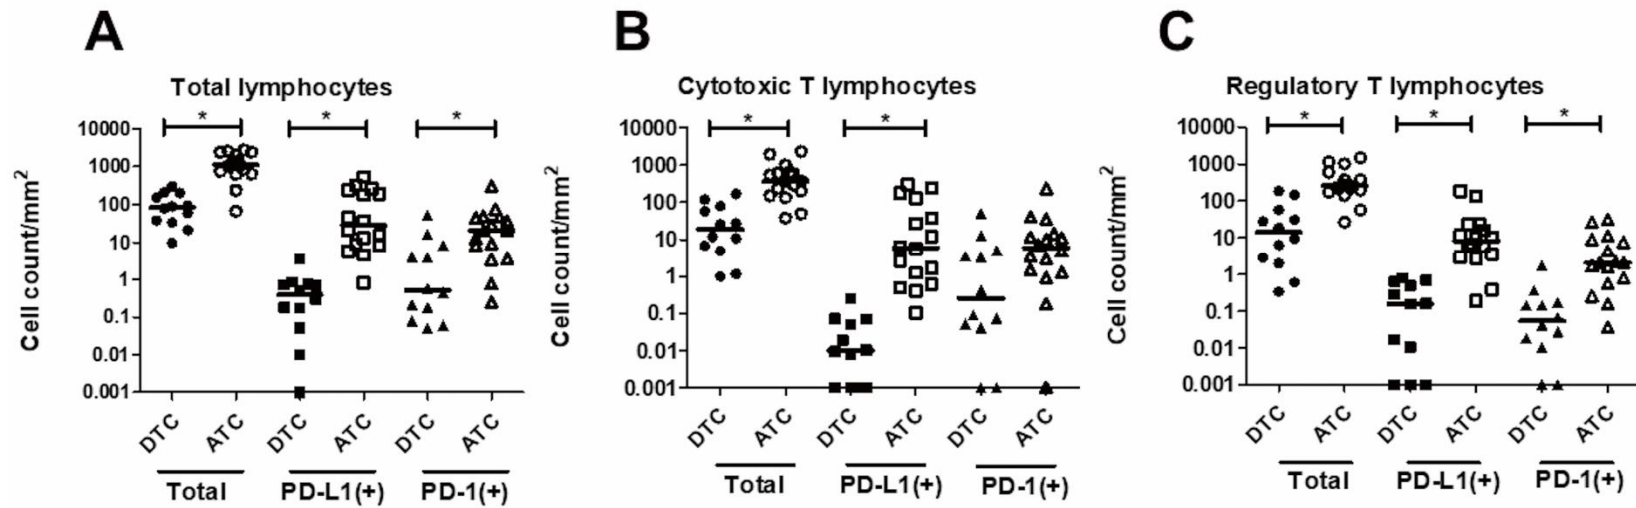 A
B
C
Total lymphocytes
Cytotoxic T lymphocytes
Regulatory T lymphocytes
* * *
* *
* * *
Cell count/mm²
10000
1000
100
10
1
0.1
0.01
0.001
DTC ATC DTC ATC DTC ATC
Total PD-L1(+) PD-1(+)
Cell count/mm²
10000
1000
100
10
1
0.1
0.01
0.001
DTC ATC DTC ATC DTC ATC
Total PD-L1(+) PD-1(+)
Cell count/mm²
10000
1000
100
10
1
0.1
0.01
0.001
DTC ATC DTC ATC DTC ATC
Total PD-L1(+) PD-1(+)